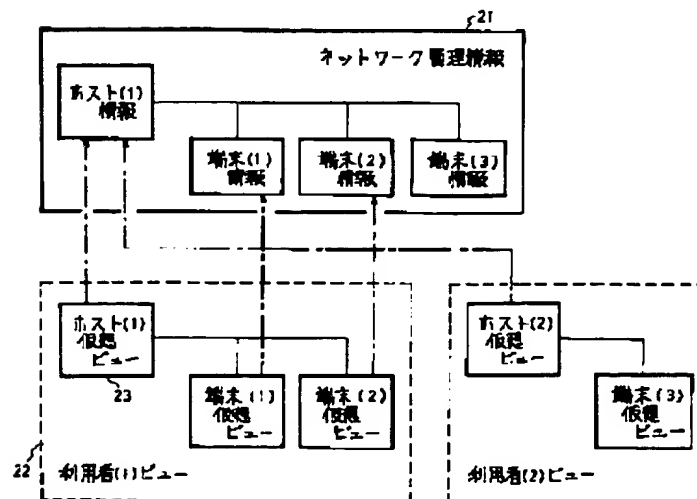 21
ネットワーク管理情報
ホスト(1)
情報
端末(1)
情報
端末(2)
情報
端末(3)
情報
ホスト(1)
仮想
ビュー
23
端末(1)
仮想
ビュー
端末(2)
仮想
ビュー
22
利用者(1)ビュー
ホスト(2)
仮想
ビュー
端末(3)
仮想
ビュー
利用者(2)ビュー